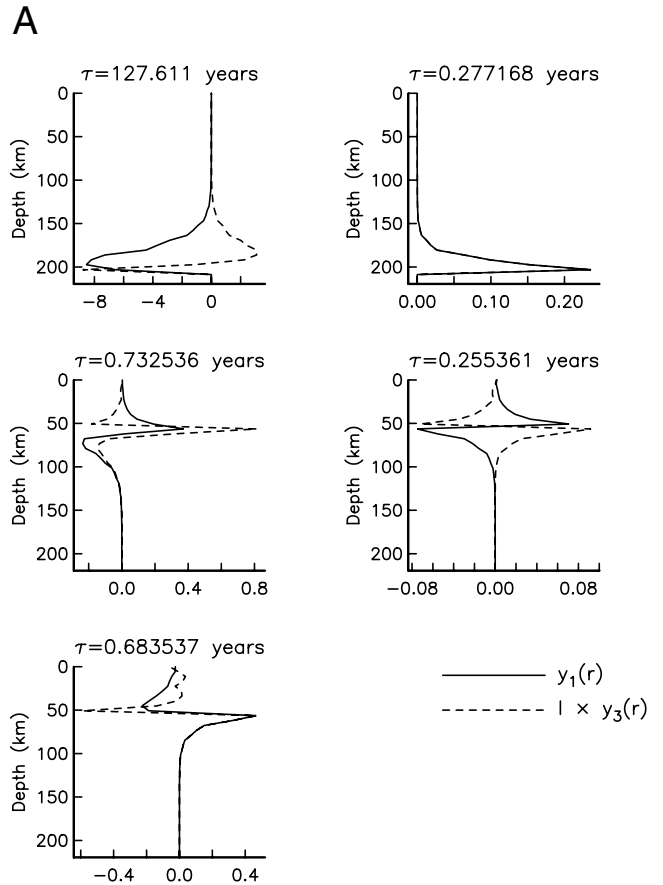 A
τ=127.611 years
τ=0.277168 years
0
50
100
150
200
Depth (km)
−8 −4 0
0
50
100
150
200
Depth (km)
0.00 0.10 0.20
τ=0.732536 years
τ=0.255361 years
0
50
100
150
200
Depth (km)
0.0 0.4 0.8
0
50
100
150
200
Depth (km)
−0.08 0.00 0.08
τ=0.683537 years
0
50
100
150
200
Depth (km)
−0.4 0.0 0.4
y₁(r)
l × y₃(r)